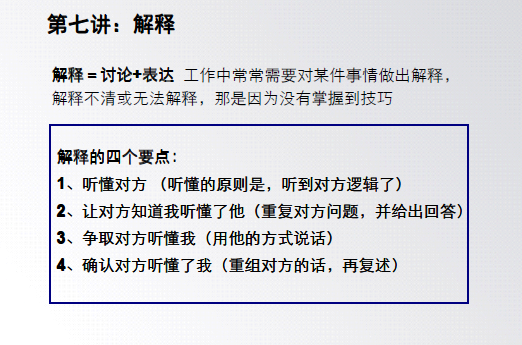 第七讲：解释
解释 = 讨论+表达 工作中常常需要对某件事情做出解释，
解释不清或无法解释，那是因为没有掌握到技巧
解释的四个要点：
1、听懂对方 （听懂的原则是，听到对方逻辑了）
2、让对方知道我听懂了他（重复对方问题，并给出回答）
3、争取对方听懂我（用他的方式说话）
4、确认对方听懂了我（重组对方的话，再复述）